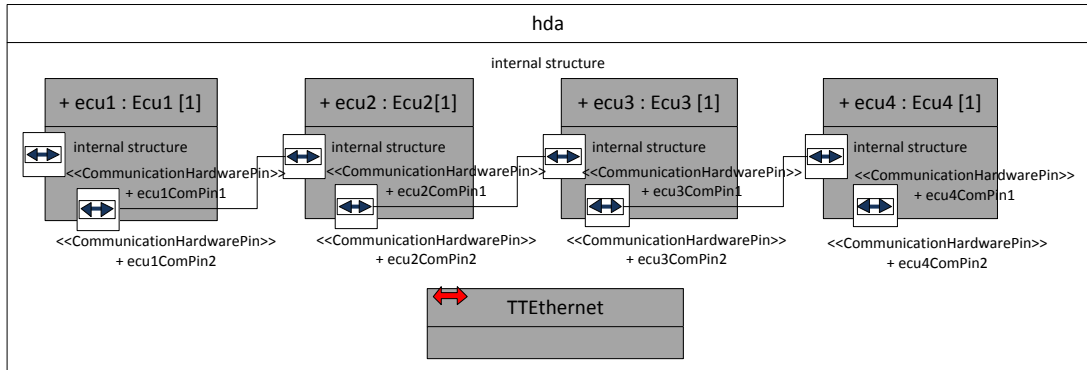 hda
internal structure
+ ecu1 : Ecu1 [1]
+ ecu2 : Ecu2[1]
+ ecu3 : Ecu3 [1]
+ ecu4 : Ecu4 [1]
internal structure
internal structure
internal structure
internal structure
<<CommunicationHardwarePin>>
+ ecu1ComPin1
<<CommunicationHardwarePin>>
+ ecu2ComPin1
<<CommunicationHardwarePin>>
+ ecu3ComPin1
<<CommunicationHardwarePin>>
+ ecu4ComPin1
<<CommunicationHardwarePin>>
+ ecu1ComPin2
<<CommunicationHardwarePin>>
+ ecu2ComPin2
<<CommunicationHardwarePin>>
+ ecu3ComPin2
<<CommunicationHardwarePin>>
+ ecu4ComPin2
TTEthernet